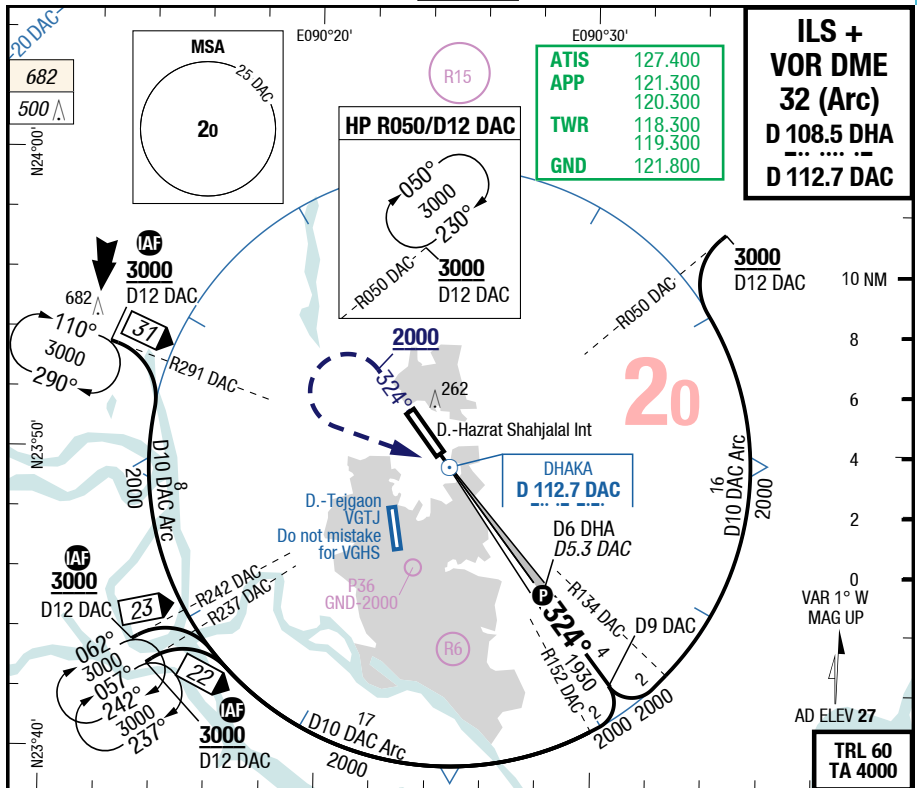 20 DAC
682
500
MSA
25 DAC
20
E090°20'
E090°30'
N24°00'
N23°50'
N23°40'
R15
ATIS 127.400
APP 121.300
120.300
TWR 118.300
119.300
GND 121.800
ILS +
VOR DME
32 (Arc)
D 108.5 DHA
D 112.7 DAC
HP R050/D12 DAC
050°
3000
230°
R050 DAC
3000
D12 DAC
IAF
3000
D12 DAC
682
110°
3000
290°
31
R291 DAC
D10 DAC Arc
8
2000
2000
324°
262
D.-Hazrat Shahjalal Int
20
R050 DAC
3000
D12 DAC
10 NM
8
6
4
2
0
DHAKA
D 112.7 DAC
16
D10 DAC Arc
2000
D.-Tejgaon
VGTJ
Do not mistake
for VGHS
P36
GND-2000
R6
D6 DHA
D5.3 DAC
P
324°
1930
4
R134 DAC
R152 DAC
D9 DAC
2
2
2000
2000
IAF
3000
D12 DAC
23
R242 DAC
R237 DAC
062°
3000
057°
242°
3000
237°
22
IAF
3000
D12 DAC
17
D10 DAC Arc
2000
VAR 1° W
MAG UP
AD ELEV 27
TRL 60
TA 4000